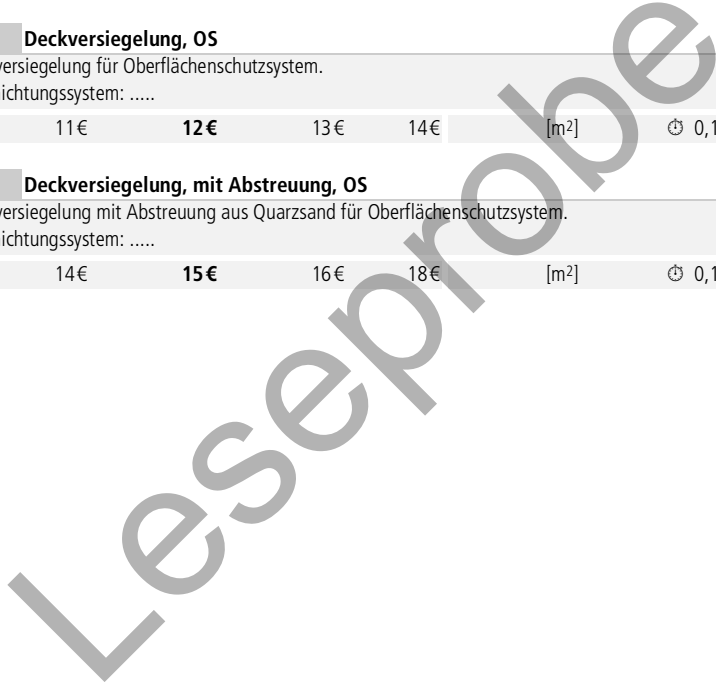 Deckversiegelung, OS
versiegelung für Oberflächenschutzsystem.
ichtungssystem: .....
11 € 12 € 13 € 14 € [m²] ⏱ 0,1
Deckversiegelung, mit Abstreuung, OS
versiegelung mit Abstreuung aus Quarzsand für Oberflächenschutzsystem.
ichtungssystem: .....
14 € 15 € 16 € 18 € [m²] ⏱ 0,1
Leseprobe